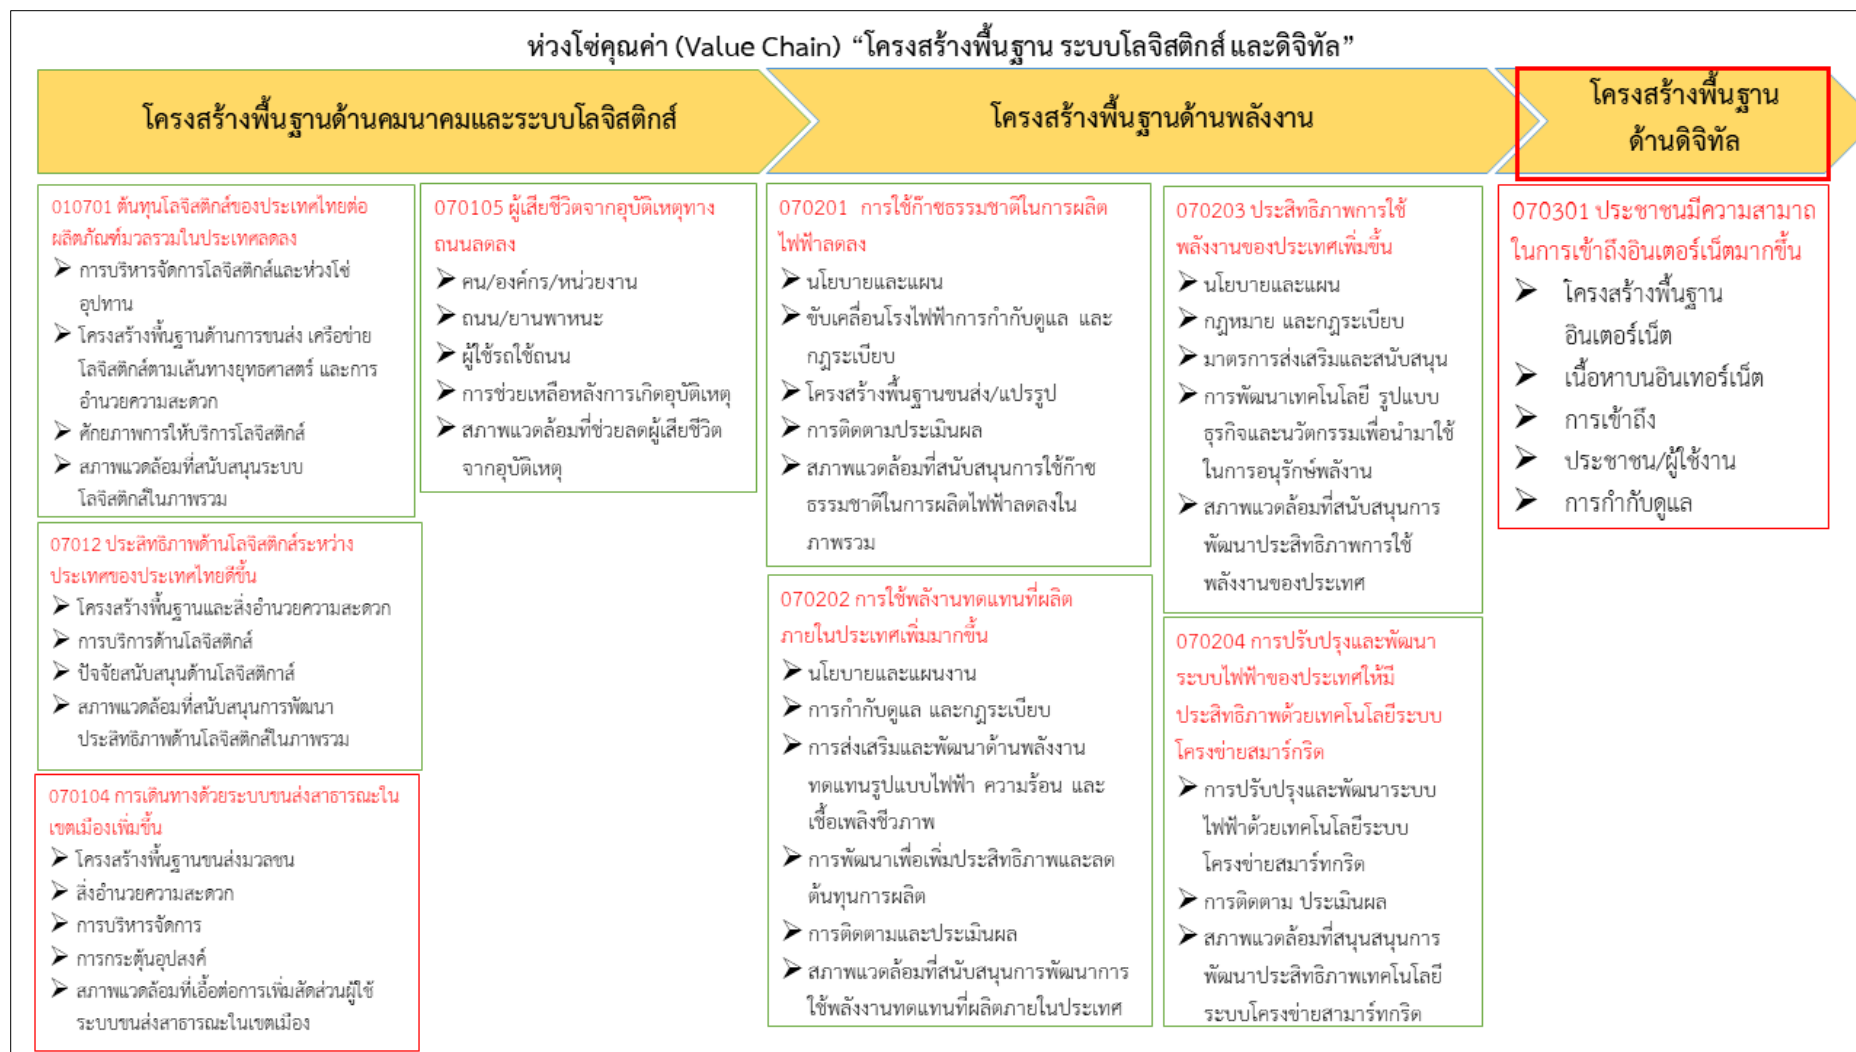 ห่วงโซ่คุณค่า (Value Chain) “โครงสร้างพื้นฐาน ระบบโลจิสติกส์ และดิจิทัล”
โครงสร้างพื้นฐานด้านคมนาคมและระบบโลจิสติกส์
โครงสร้างพื้นฐานด้านพลังงาน
โครงสร้างพื้นฐาน
ด้านดิจิทัล
010701 ต้นทุนโลจิสติกส์ของประเทศไทยต่อ
ผลิตภัณฑ์มวลรวมในประเทศลดลง
➢ การบริหารจัดการโลจิสติกส์และห่วงโซ่
อุปทาน
➢ โครงสร้างพื้นฐานด้านการขนส่ง เครือข่าย
โลจิสติกส์ตามเส้นทางยุทธศาสตร์ และการ
อำนวยความสะดวก
➢ ศักยภาพการให้บริการโลจิสติกส์
➢ สภาพแวดล้อมที่สนับสนุนระบบ
โลจิสติกส์ในภาพรวม
07012 ประสิทธิภาพด้านโลจิสติกส์ระหว่าง
ประเทศของประเทศไทยดีขึ้น
➢ โครงสร้างพื้นฐานและสิ่งอำนวยความสะดวก
➢ การบริการด้านโลจิสติกส์
➢ ปัจจัยสนับสนุนด้านโลจิสติกาส์
➢ สภาพแวดล้อมที่สนับสนุนการพัฒนา
ประสิทธิภาพด้านโลจิสติกส์ในภาพรวม
070104 การเดินทางด้วยระบบขนส่งสาธารณะใน
เขตเมืองเพิ่มขึ้น
➢ โครงสร้างพื้นฐานขนส่งมวลชน
➢ สิ่งอำนวยความสะดวก
➢ การบริหารจัดการ
➢ การกระตุ้นอุปสงค์
➢ สภาพแวดล้อมที่เอื้อต่อการเพิ่มสัดส่วนผู้ใช้
ระบบขนส่งสาธารณะในเขตเมือง
070105 ผู้เสียชีวิตจากอุบัติเหตุทาง
ถนนลดลง
➢ คน/องค์กร/หน่วยงาน
➢ ถนน/ยานพาหนะ
➢ ผู้ใช้รถใช้ถนน
➢ การช่วยเหลือหลังการเกิดอุบัติเหตุ
➢ สภาพแวดล้อมที่ช่วยลดผู้เสียชีวิต
จากอุบัติเหตุ
070201 การใช้ก๊าซธรรมชาติในการผลิต
ไฟฟ้าลดลง
➢ นโยบายและแผน
➢ ขับเคลื่อนโรงไฟฟ้าการกำกับดูแล และ
กฎระเบียบ
➢ โครงสร้างพื้นฐานขนส่ง/แปรรูป
➢ การติดตามประเมินผล
➢ สภาพแวดล้อมที่สนับสนุนการใช้ก๊าซ
ธรรมชาติในการผลิตไฟฟ้าลดลงใน
ภาพรวม
070202 การใช้พลังงานทดแทนที่ผลิต
ภายในประเทศเพิ่มมากขึ้น
➢ นโยบายและแผนงาน
➢ การกำกับดูแล และกฎระเบียบ
➢ การส่งเสริมและพัฒนาด้านพลังงาน
ทดแทนรูปแบบไฟฟ้า ความร้อน และ
เชื้อเพลิงชีวภาพ
➢ การพัฒนาเพื่อเพิ่มประสิทธิภาพและลด
ต้นทุนการผลิต
➢ การติดตามและประเมินผล
➢ สภาพแวดล้อมที่สนับสนุนการพัฒนาการ
ใช้พลังงานทดแทนที่ผลิตภายในประเทศ
070203 ประสิทธิภาพการใช้
พลังงานของประเทศเพิ่มขึ้น
➢ นโยบายและแผน
➢ กฎหมาย และกฎระเบียบ
➢ มาตรการส่งเสริมและสนับสนุน
➢ การพัฒนาเทคโนโลยี รูปแบบ
ธุรกิจและนวัตกรรมเพื่อนำมาใช้
ในการอนุรักษ์พลังงาน
➢ สภาพแวดล้อมที่สนับสนุนการ
พัฒนาประสิทธิภาพการใช้
พลังงานของประเทศ
070204 การปรับปรุงและพัฒนา
ระบบไฟฟ้าของประเทศให้มี
ประสิทธิภาพด้วยเทคโนโลยีระบบ
โครงข่ายสมาร์กริด
➢ การปรับปรุงและพัฒนาระบบ
ไฟฟ้าด้วยเทคโนโลยีระบบ
โครงข่ายสมาร์ทกริด
➢ การติดตาม ประเมินผล
➢ สภาพแวดล้อมที่สนุนสนุนการ
พัฒนาประสิทธิภาพเทคโนโลยี
ระบบโครงข่ายสามาร์ทกริด
070301 ประชาชนมีความสามาถ
ในการเข้าถึงอินเตอร์เน็ตมากขึ้น
➢ โครงสร้างพื้นฐาน
อินเตอร์เน็ต
➢ เนื้อหาบนอินเทอร์เน็ต
➢ การเข้าถึง
➢ ประชาชน/ผู้ใช้งาน
➢ การกำกับดูแล